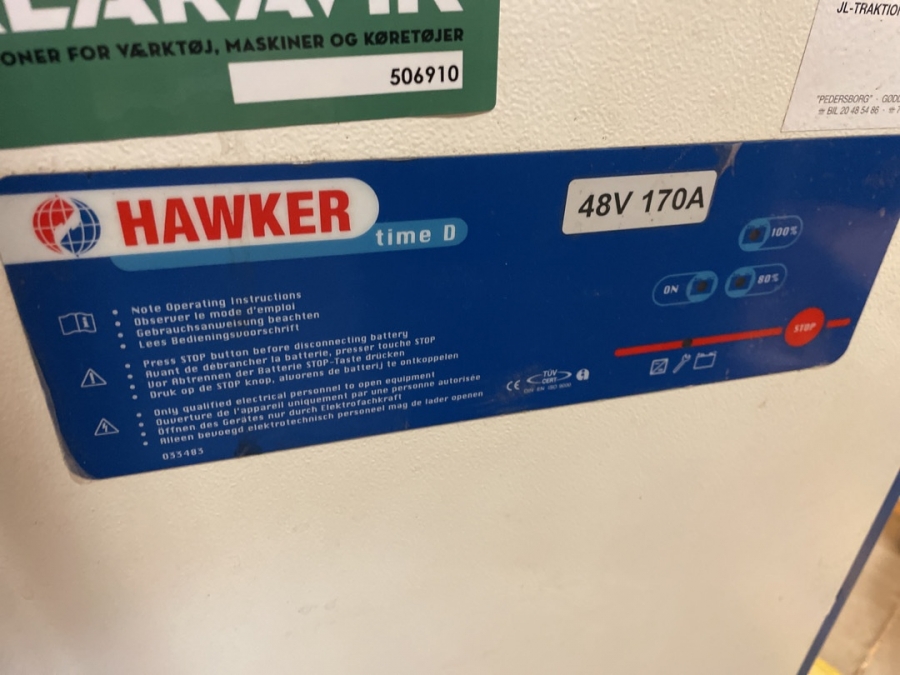 ONER FOR VÆRKTØJ, MASKINER OG KØRETØJER
506910
JL-TRAKTIO
"PEDERSBORG" - GODL
BIL 20 48 54 86 -
HAWKER
time D
48V 170A
100%
ON
80%
STOP
• Note Operating Instructions
• Observer le mode d'emploi
• Gebrauchsanweisung beachten
• Lees Bedieningsvoorschrift
• Press STOP button before disconnecting battery
• Avant de débrancher la batterie, presser touche STOP
• Vor Abtrennen der Batterie STOP-Taste drücken
• Druk op de STOP knop, alvorens de batterij te ontkoppelen
• Only qualified electrical personnel to open equipment
• Ouverture de l'appareil uniquement par une personne autorisée
• Öffnen des Gerätes nur durch Elektrofachkraft
• Alleen bevoegd elektrotechnisch personeel mag de lader openen
033483
CE TÜV CERT